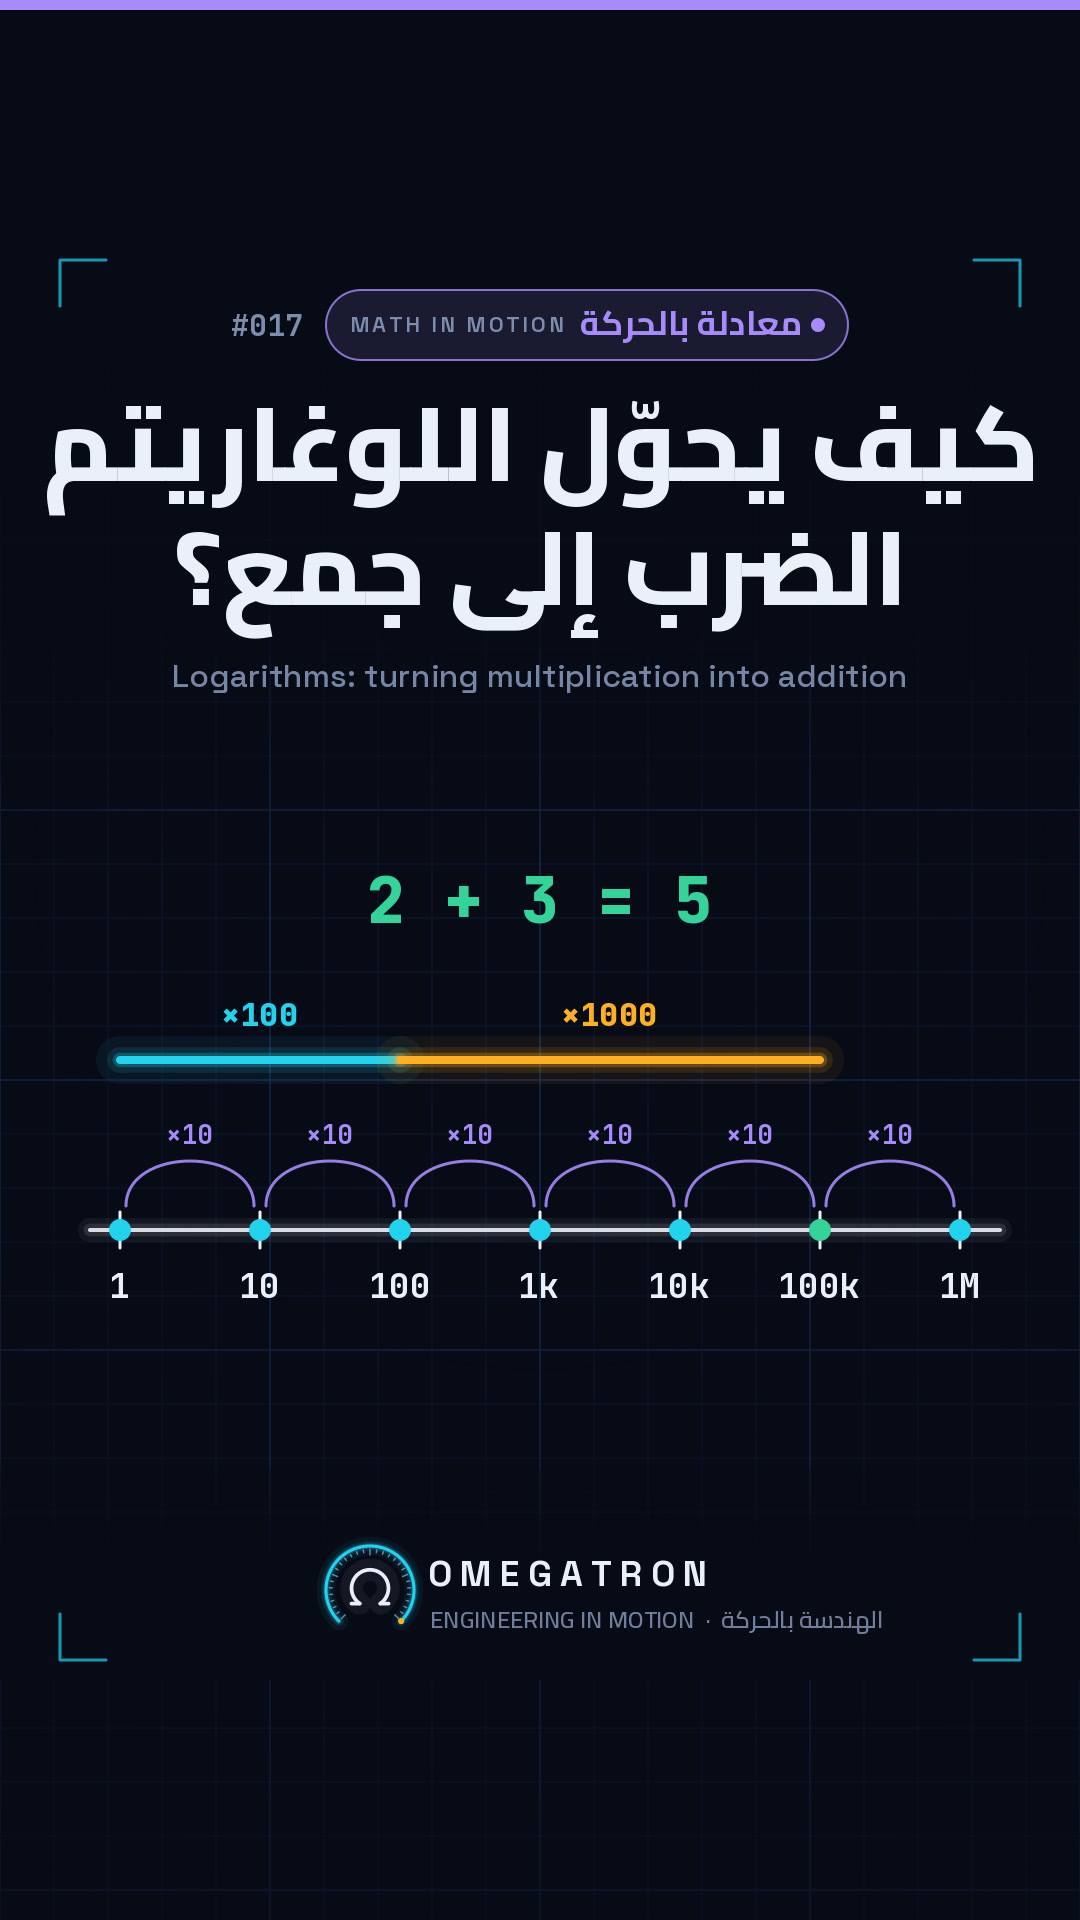 #017 MATH IN MOTION معادلة بالحركة
كيف يحوّل اللوغاريتم
الضرب إلى جمع؟
Logarithms: turning multiplication into addition
2 + 3 = 5
×100 ×1000
×10 ×10 ×10 ×10 ×10 ×10
1 10 100 1k 10k 100k 1M
OMEGATRON
ENGINEERING IN MOTION · الهندسة بالحركة